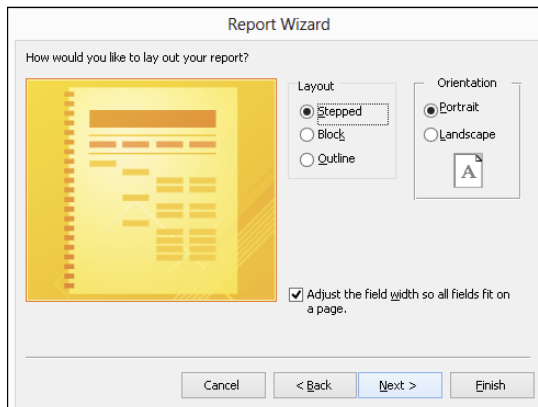 Report Wizard
How would you like to lay out your report?
Layout
Stepped
Block
Outline
Orientation
Portrait
Landscape
A
Adjust the field width so all fields fit on
a page.
Cancel
< Back
Next >
Finish